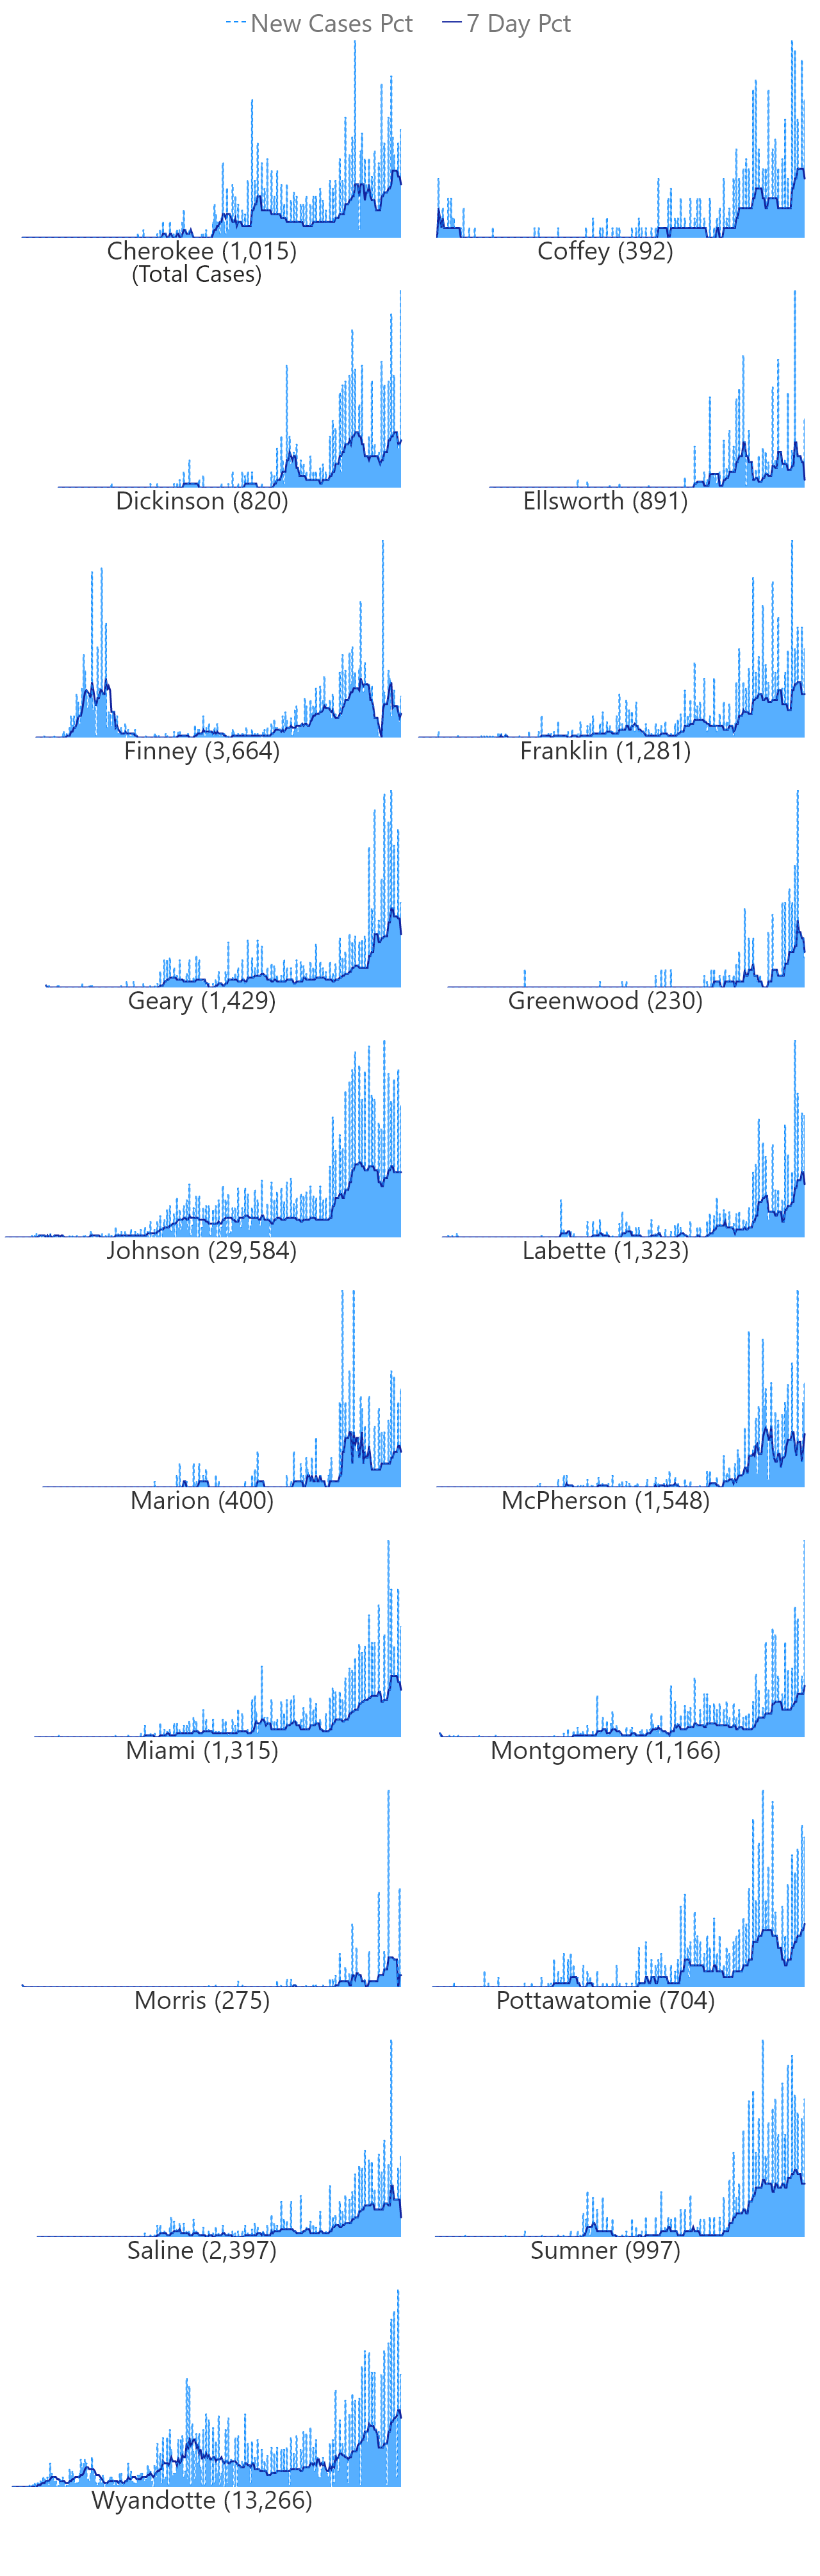 New Cases Pct 7 Day Pct
Cherokee (1,015) Coffey (392)
(Total Cases)
Dickinson (820) Ellsworth (891)
Finney (3,664) Franklin (1,281)
Geary (1,429) Greenwood (230)
Johnson (29,584) Labette (1,323)
Marion (400) McPherson (1,548)
Miami (1,315) Montgomery (1,166)
Morris (275) Pottawatomie (704)
Saline (2,397) Sumner (997)
Wyandotte (13,266)